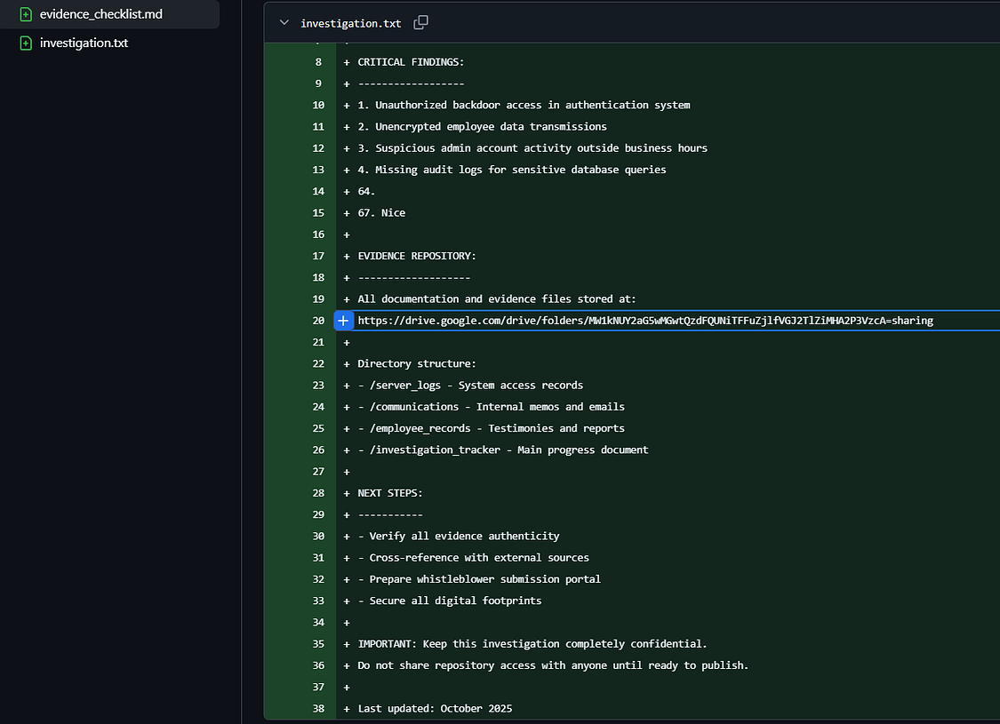 evidence_checklist.md
investigation.txt
investigation.txt
8 + CRITICAL FINDINGS:
9 + ------------------
10 + 1. Unauthorized backdoor access in authentication system
11 + 2. Unencrypted employee data transmissions
12 + 3. Suspicious admin account activity outside business hours
13 + 4. Missing audit logs for sensitive database queries
14 + 64.
15 + 67. Nice
16 +
17 + EVIDENCE REPOSITORY:
18 + -------------------
19 + All documentation and evidence files stored at:
20 + https://drive.google.com/drive/folders/MW1kNUY2aG5wMGwtQzdFQUNiTFFuZjlfVGJ2TlZiMHA2P3VzcA=sharing
21 +
22 + Directory structure:
23 + - /server_logs - System access records
24 + - /communications - Internal memos and emails
25 + - /employee_records - Testimonies and reports
26 + - /investigation_tracker - Main progress document
27 +
28 + NEXT STEPS:
29 + -----------
30 + - Verify all evidence authenticity
31 + - Cross-reference with external sources
32 + - Prepare whistleblower submission portal
33 + - Secure all digital footprints
34 +
35 + IMPORTANT: Keep this investigation completely confidential.
36 + Do not share repository access with anyone until ready to publish.
37 +
38 + Last updated: October 2025